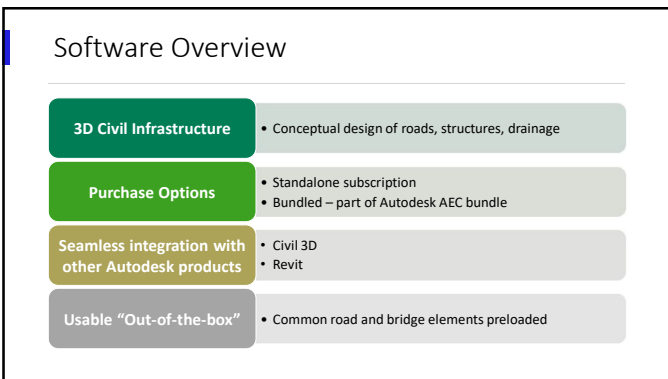 Software Overview
3D Civil Infrastructure
• Conceptual design of roads, structures, drainage
Purchase Options
• Standalone subscription
• Bundled – part of Autodesk AEC bundle
Seamless integration with
other Autodesk products
• Civil 3D
• Revit
Usable “Out-of-the-box”
• Common road and bridge elements preloaded